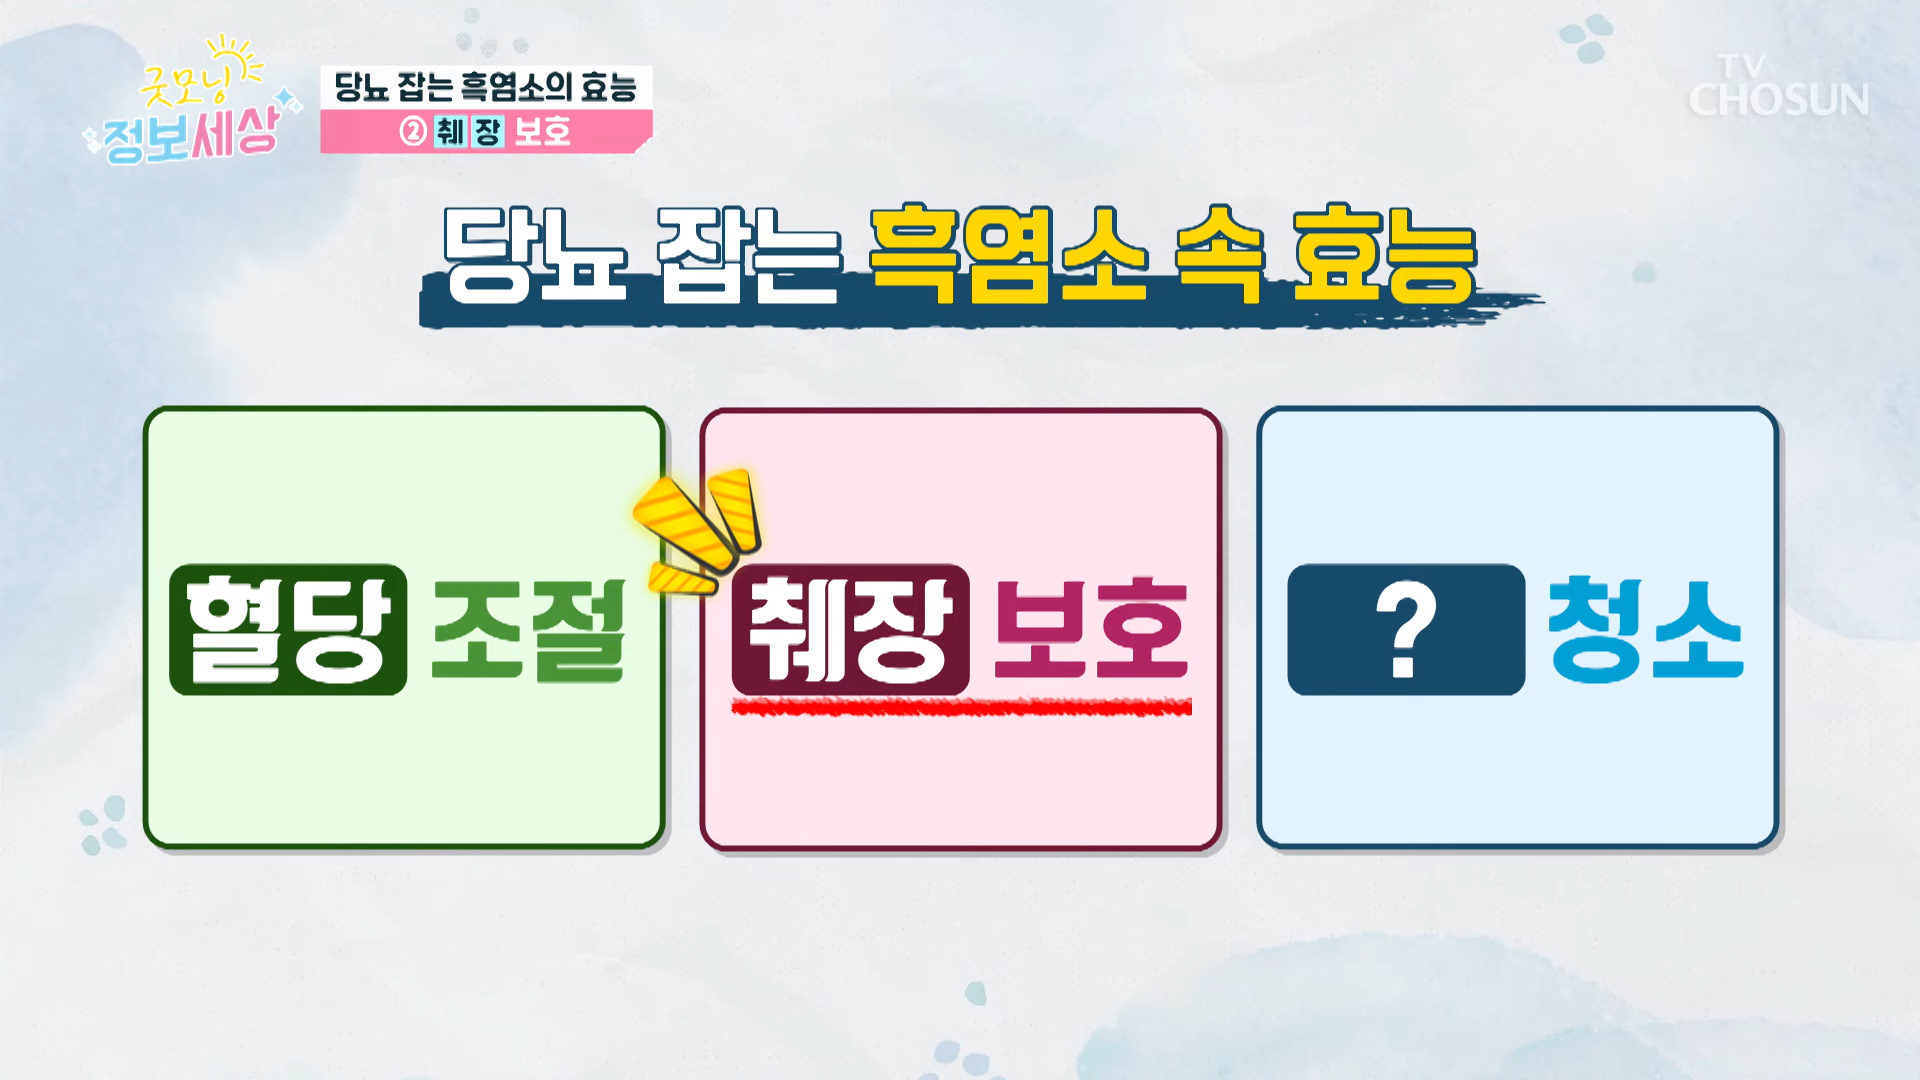 굿모닝
정보세상
당뇨 잡는 흑염소의 효능
② 췌장 보호
TV
CHOSUN
당뇨 잡는 흑염소 속 효능
혈당 조절
췌장 보호
? 청소